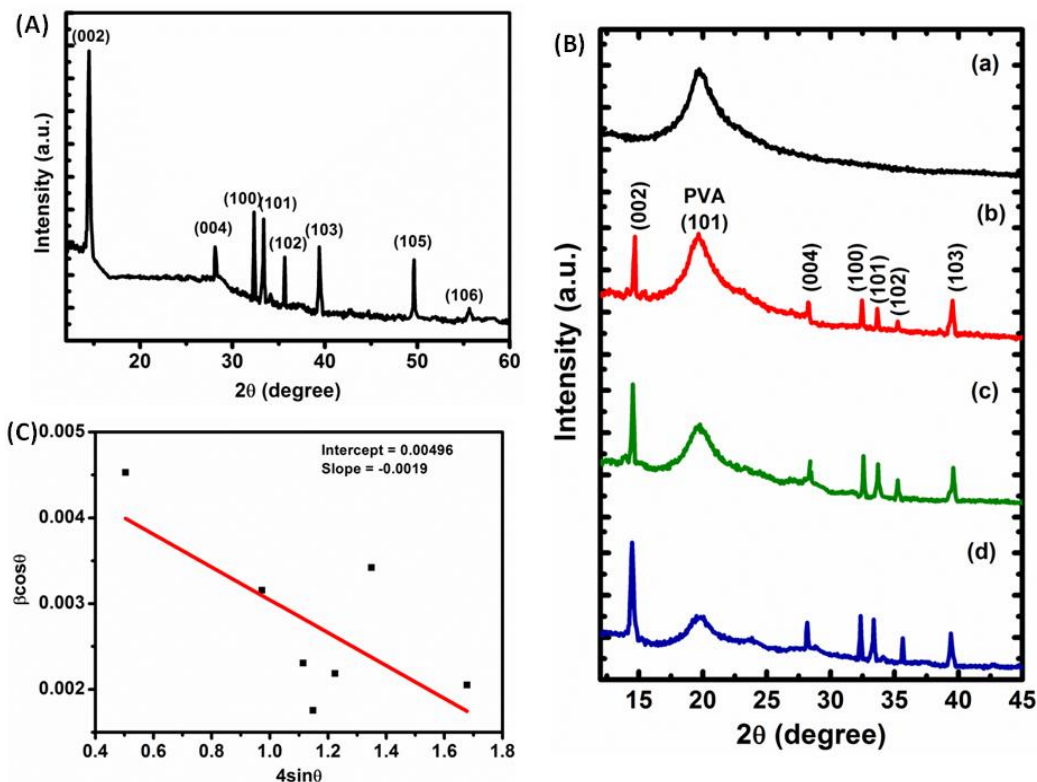 (A)
(002)
(004)
(100)
(101)
(102)
(103)
(105)
(106)
Intensity (a.u.)
20
30
40
50
60
2θ (degree)
(B)
(a)
(002)
PVA
(101)
(b)
(004)
(100)
(101)
(102)
(103)
(c)
(d)
Intensity (a.u.)
15
20
25
30
35
40
45
2θ (degree)
(C)
0.005
0.004
0.003
0.002
βcosθ
Intercept = 0.00496
Slope = -0.0019
0.4
0.6
0.8
1.0
1.2
1.4
1.6
1.8
4sinθ